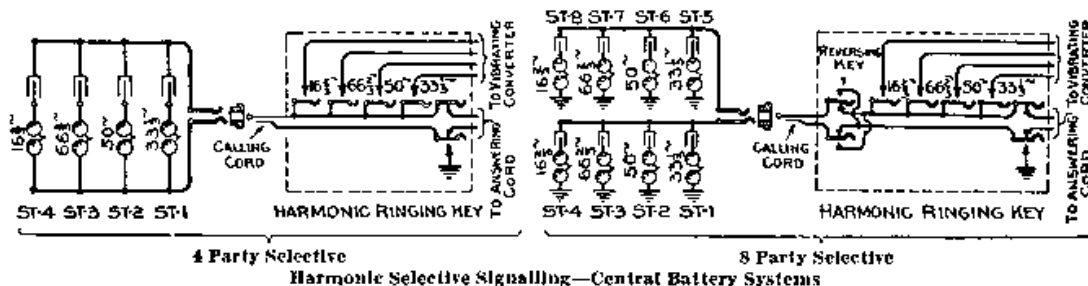 ST-8 ST-7 ST-6 ST-5
16⅔~ 66⅔~ 50~ 33⅓~
REVERSING KEY
TO VIBRATING CONVERTER
16⅔~ 66⅔~ 50~ 33⅓~
TO VIBRATING CONVERTER
16⅔~ 66⅔~ 50~ 33⅓~
16⅔~ 66⅔~ 50~ 33⅓~
CALLING CORD
TO ANSWERING CORD
16⅔~ 66⅔~ 50~ 33⅓~
CALLING CORD
TO ANSWERING CORD
ST-4 ST-3 ST-2 ST-1
HARMONIC RINGING KEY
ST-4 ST-3 ST-2 ST-1
HARMONIC RINGING KEY
4 Party Selective
8 Party Selective
Harmonic Selective Signalling—Central Battery Systems